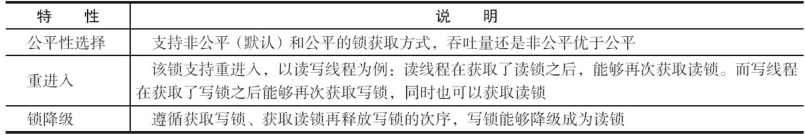 特 性 说 明
公平性选择 支持非公平（默认）和公平的锁获取方式，吞吐量还是非公平优于公平
该锁支持重进入，以读写线程为例：读线程在获取了读锁之后，能够再次获取读锁。而写线程
重进入
在获取了写锁之后能够再次获取写锁，同时也可以获取读锁
锁降级 遵循获取写锁、获取读锁再释放写锁的次序，写锁能够降级成为读锁